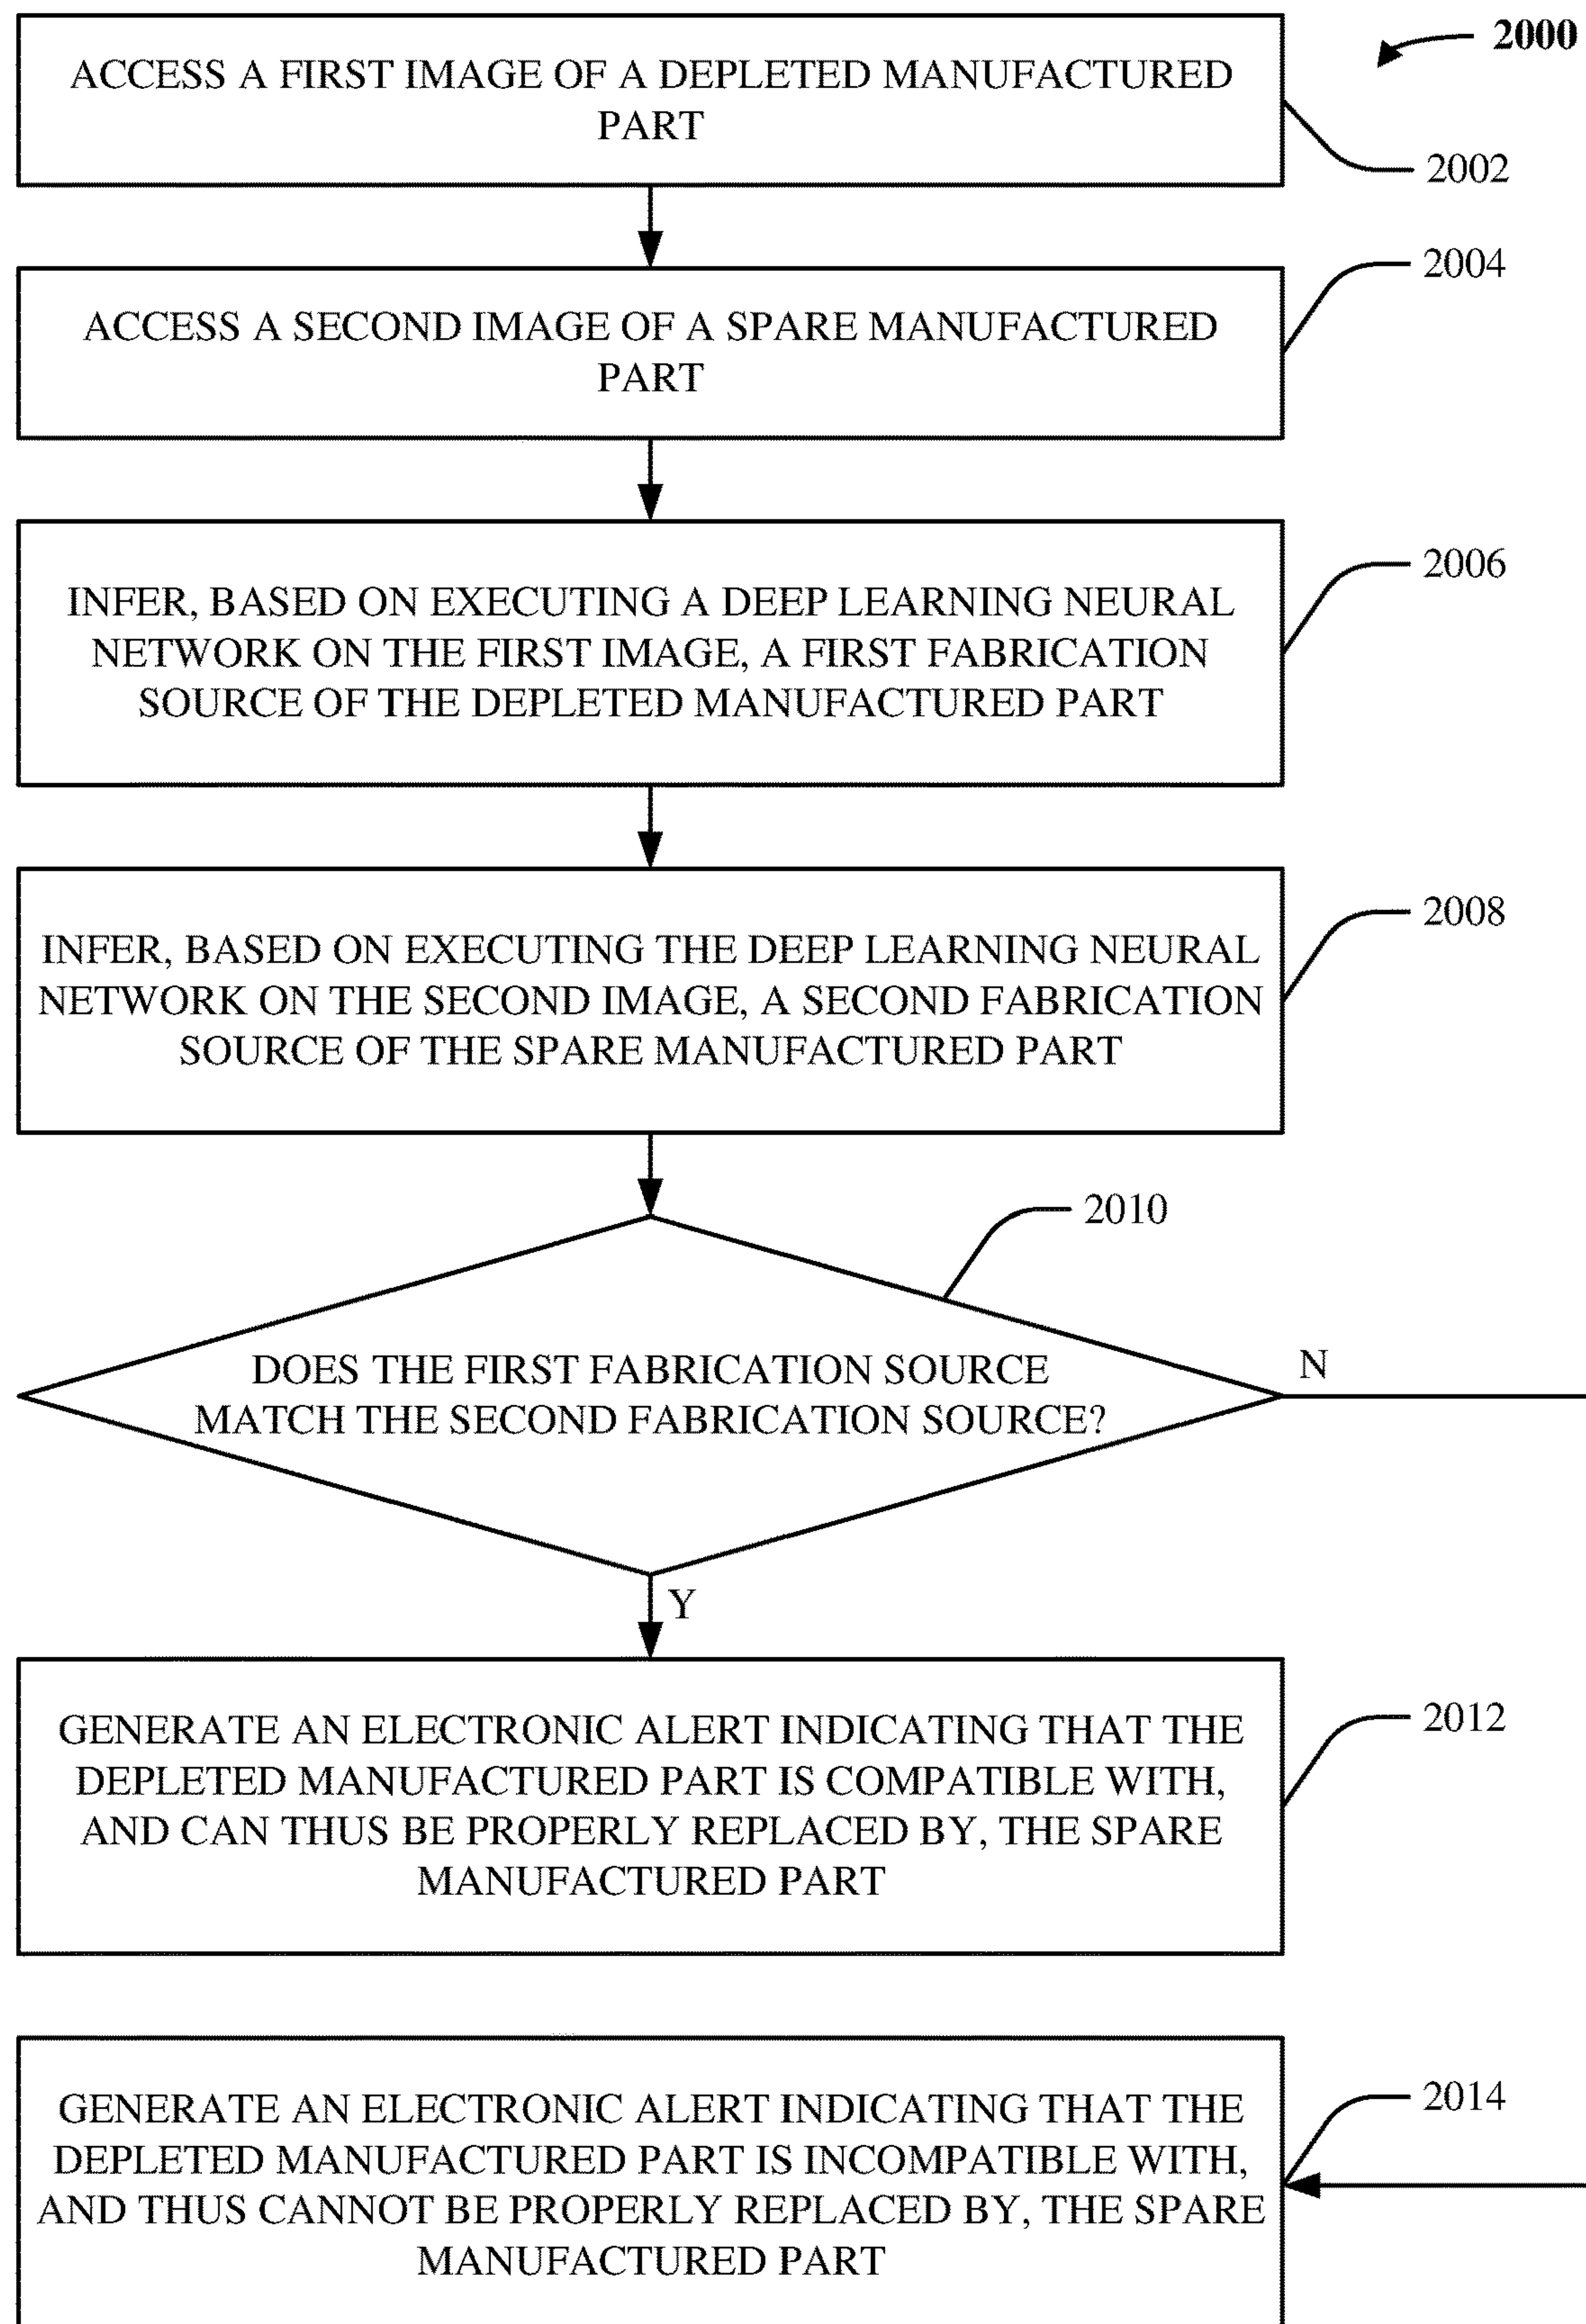 2000
ACCESS A FIRST IMAGE OF A DEPLETED MANUFACTURED
PART
2002
2004
ACCESS A SECOND IMAGE OF A SPARE MANUFACTURED
PART
2006
INFER, BASED ON EXECUTING A DEEP LEARNING NEURAL
NETWORK ON THE FIRST IMAGE, A FIRST FABRICATION
SOURCE OF THE DEPLETED MANUFACTURED PART
2008
INFER, BASED ON EXECUTING THE DEEP LEARNING NEURAL
NETWORK ON THE SECOND IMAGE, A SECOND FABRICATION
SOURCE OF THE SPARE MANUFACTURED PART
2010
DOES THE FIRST FABRICATION SOURCE
MATCH THE SECOND FABRICATION SOURCE?
N
Y
2012
GENERATE AN ELECTRONIC ALERT INDICATING THAT THE
DEPLETED MANUFACTURED PART IS COMPATIBLE WITH,
AND CAN THUS BE PROPERLY REPLACED BY, THE SPARE
MANUFACTURED PART
2014
GENERATE AN ELECTRONIC ALERT INDICATING THAT THE
DEPLETED MANUFACTURED PART IS INCOMPATIBLE WITH,
AND THUS CANNOT BE PROPERLY REPLACED BY, THE SPARE
MANUFACTURED PART